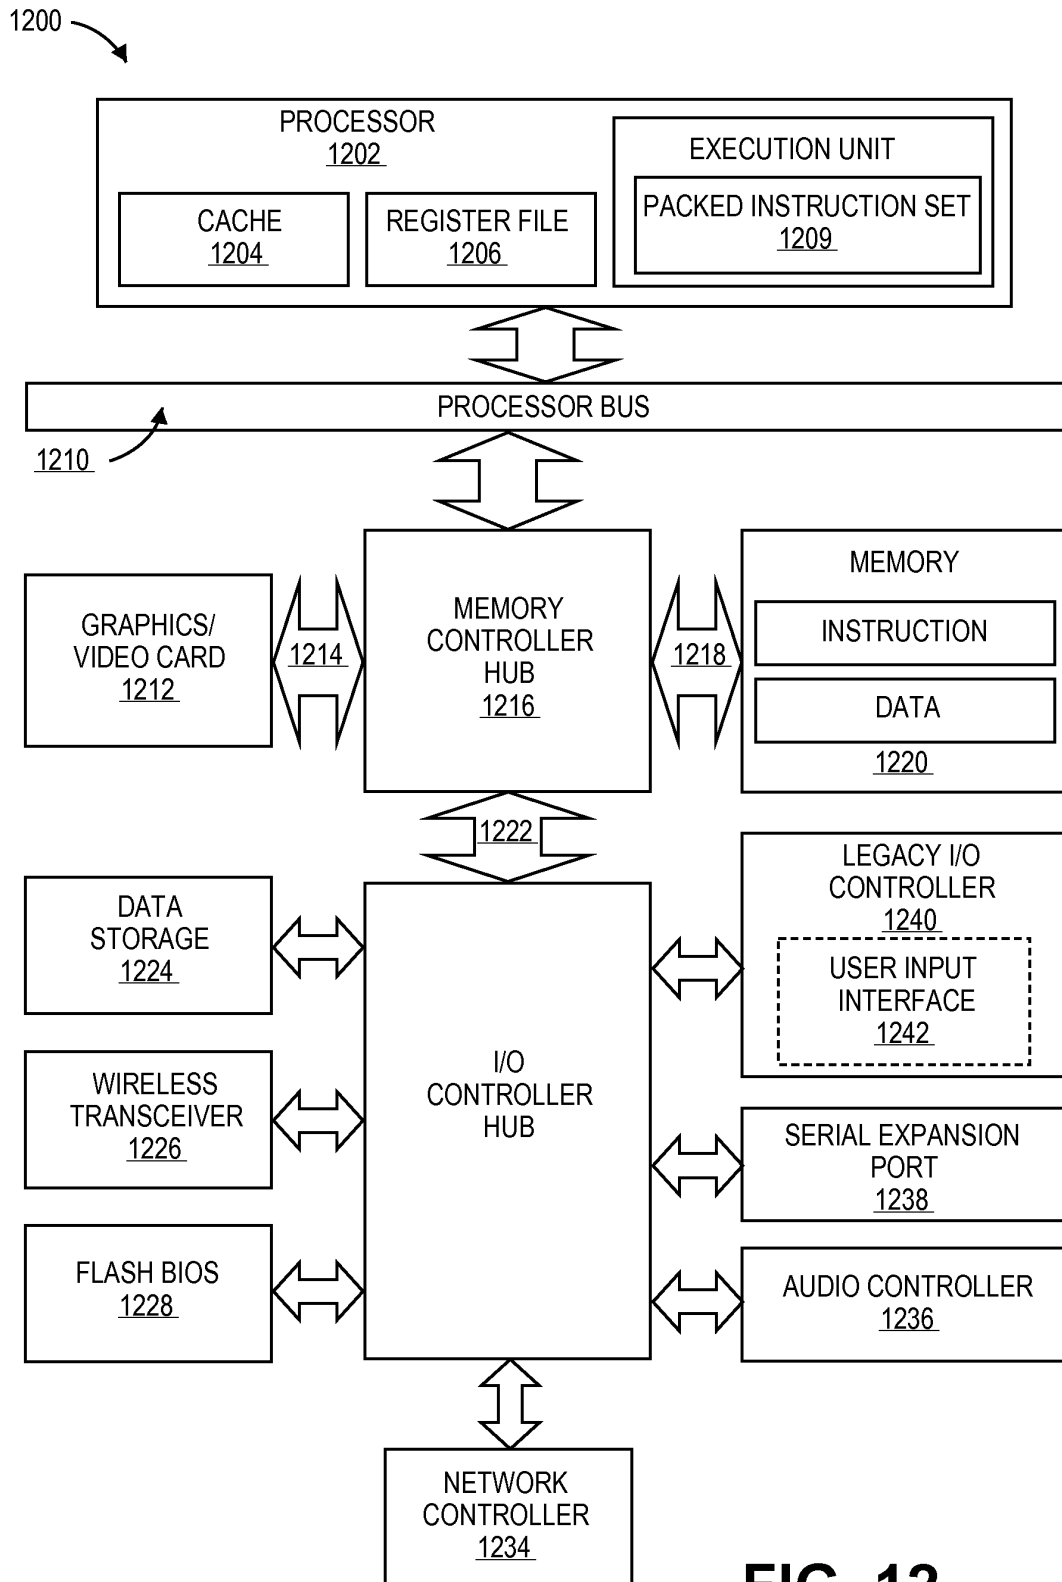 1200
PROCESSOR
1202
EXECUTION UNIT
PACKED INSTRUCTION SET
1209
CACHE
1204
REGISTER FILE
1206
PROCESSOR BUS
1210
GRAPHICS/
VIDEO CARD
1212
1214
MEMORY
CONTROLLER
HUB
1216
1218
MEMORY
INSTRUCTION
DATA
1220
1222
DATA
STORAGE
1224
LEGACY I/O
CONTROLLER
1240
USER INPUT
INTERFACE
1242
WIRELESS
TRANSCEIVER
1226
I/O
CONTROLLER
HUB
SERIAL EXPANSION
PORT
1238
FLASH BIOS
1228
AUDIO CONTROLLER
1236
NETWORK
CONTROLLER
1234
FIG. 12